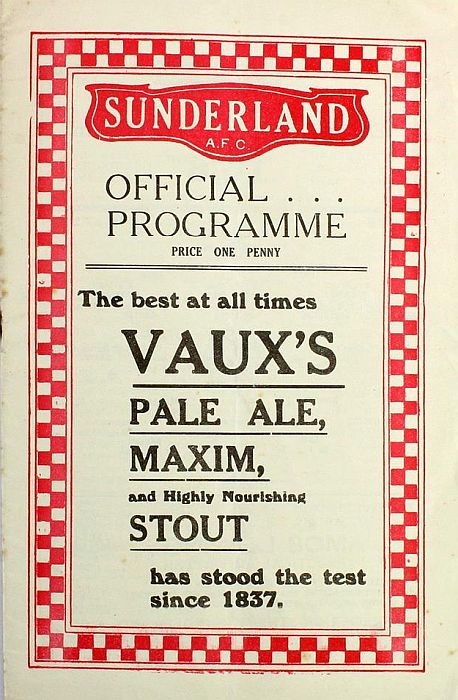 SUNDERLAND
A.F.C.
OFFICIAL . . .
PROGRAMME
PRICE ONE PENNY
The best at all times
VAUX'S
PALE ALE,
MAXIM,
and Highly Nourishing
STOUT
has stood the test
since 1837.